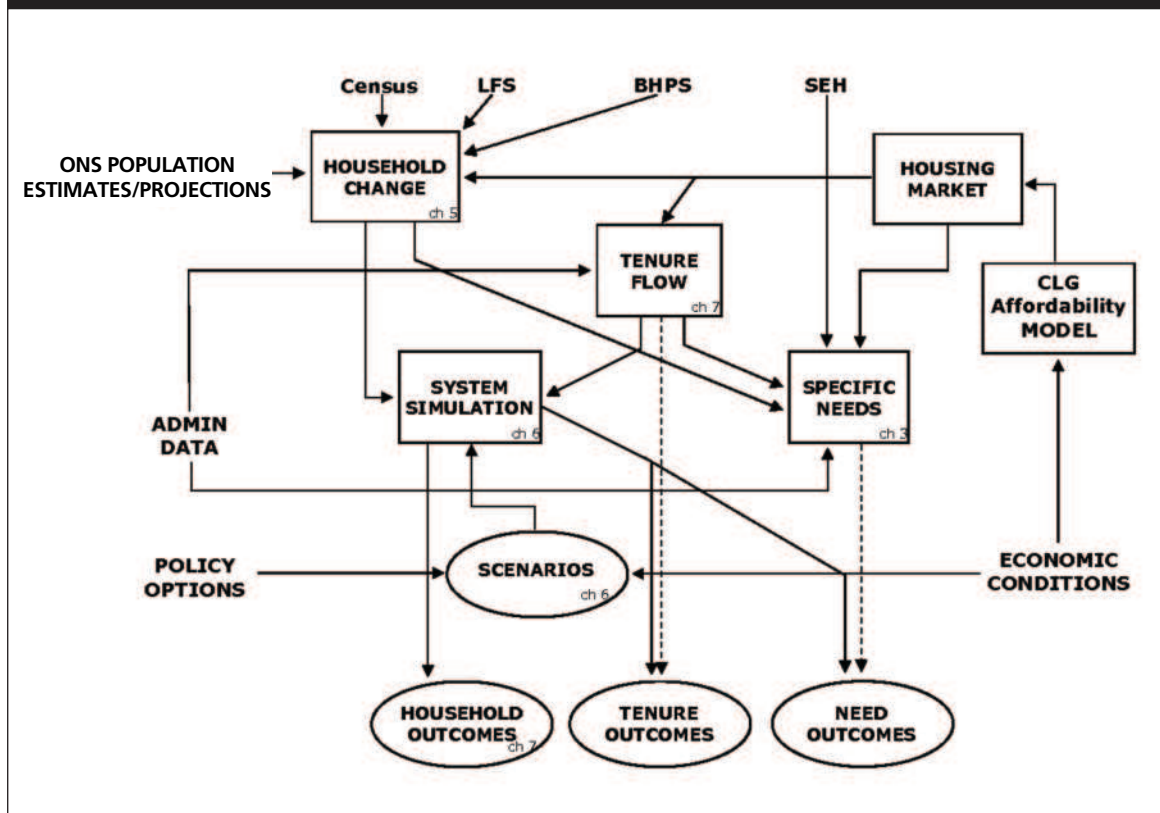 Census
LFS
BHPS
SEH
ONS POPULATION
ESTIMATES/PROJECTIONS
HOUSEHOLD
CHANGE
ch 5
HOUSING
MARKET
TENURE
FLOW
ch 7
CLG
Affordability
MODEL
SYSTEM
SIMULATION
ch 6
SPECIFIC
NEEDS
ch 3
ADMIN
DATA
POLICY
OPTIONS
SCENARIOS
ch 6
ECONOMIC
CONDITIONS
HOUSEHOLD
OUTCOMES
ch 7
TENURE
OUTCOMES
NEED
OUTCOMES